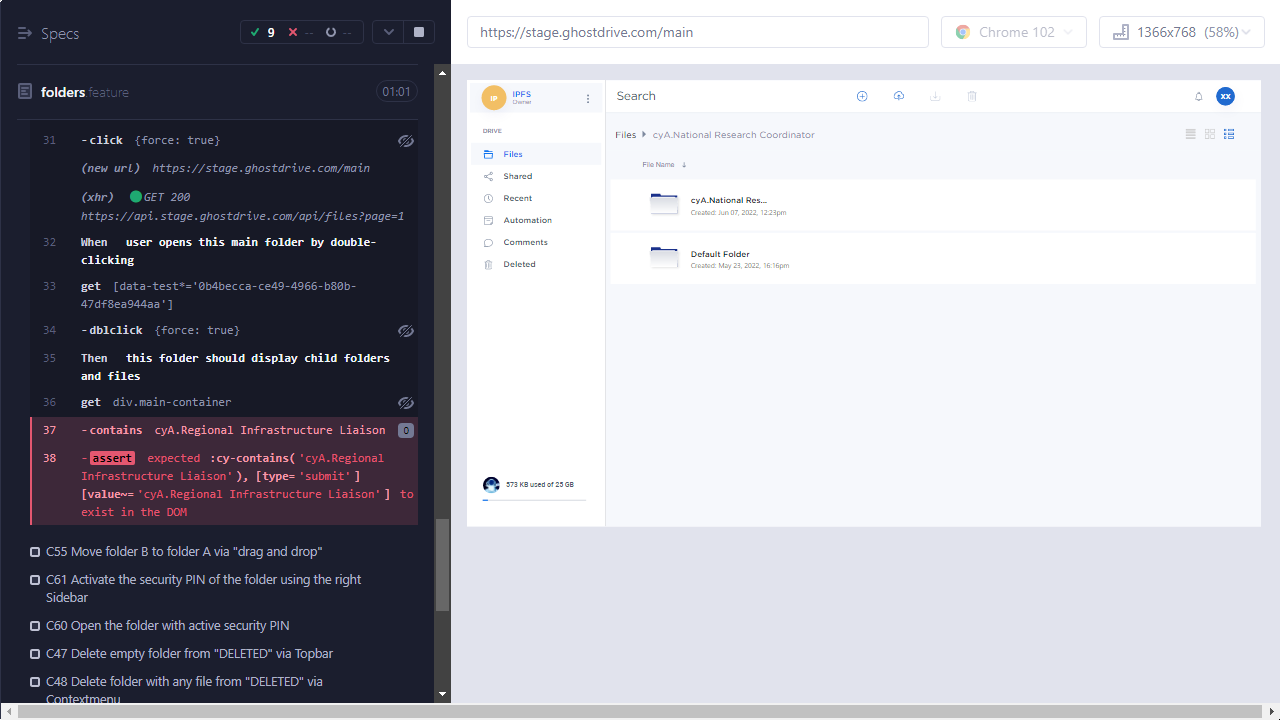 Specs
9 -- --
folders feature 01:01
31 -click {force: true}
(new url) https://stage.ghostdrive.com/main
(xhr) GET 200
https://api.stage.ghostdrive.com/api/files?page=1
32 When user opens this main folder by double-
clicking
33 get [data-test*='0b4becca-ce49-4966-b80b-
47df8ea944aa']
34 -dblclick {force: true}
35 Then this folder should display child folders
and files
36 get div.main-container
37 -contains cyA.Regional Infrastructure Liaison 0
38 -assert expected :cy-contains('cyA.Regional
Infrastructure Liaison'), [type='submit']
[value~='cyA.Regional Infrastructure Liaison'] to
exist in the DOM
C55 Move folder B to folder A via "drag and drop"
C61 Activate the security PIN of the folder using the right
Sidebar
C60 Open the folder with active security PIN
C47 Delete empty folder from "DELETED" via Topbar
C48 Delete folder with any file from "DELETED" via
Contextmenu
https://stage.ghostdrive.com/main
Chrome 102
1366x768 (58%)
IP
IPFS
Owner
DRIVE
Files
Shared
Recent
Automation
Comments
Deleted
573 KB used of 25 GB
Search
XX
Files cyA.National Research Coordinator
File Name ↓
cyA.National Res...
Created: Jun 07, 2022, 12:23pm
Default Folder
Created: May 23, 2022, 16:16pm